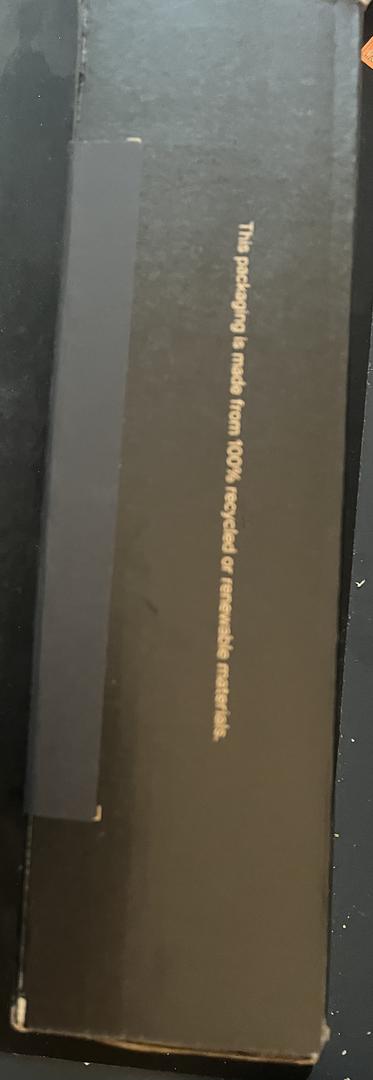 This packaging is made from 100% recycled or renewable materials.